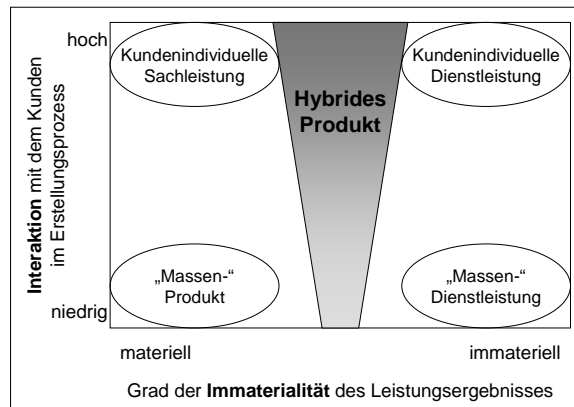 hoch
Kundenindividuelle
Sachleistung
Kundenindividuelle
Dienstleistung
Hybrides
Produkt
Interaktion mit dem Kunden
im Erstellungsprozess
„Massen-“
Produkt
„Massen-“
Dienstleistung
niedrig
materiell
immateriell
Grad der Immaterialität des Leistungsergebnisses